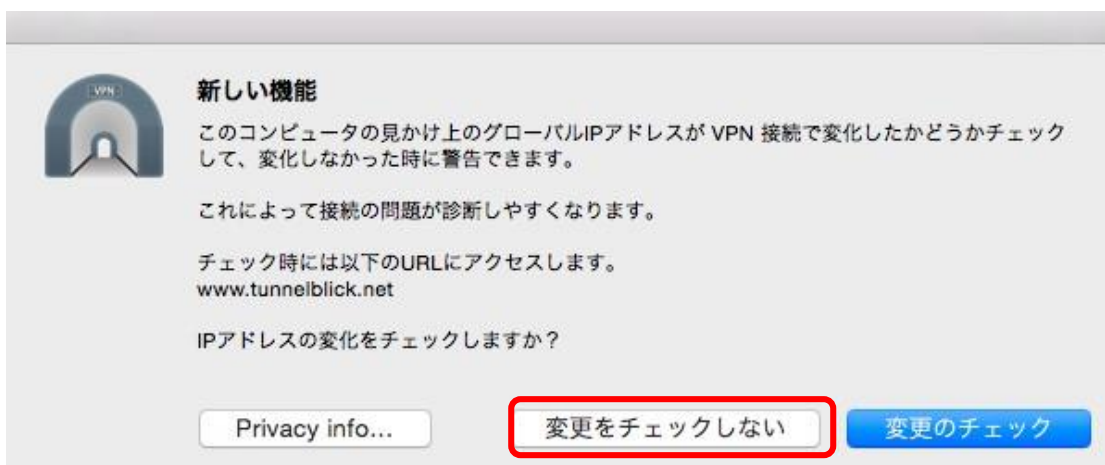 VPN
新しい機能
このコンピュータの見かけ上のグローバルIPアドレスが VPN 接続で変化したかどうかチェック
して、変化しなかった時に警告できます。
これによって接続の問題が診断しやすくなります。
チェック時には以下のURLにアクセスします。
www.tunnelblick.net
IPアドレスの変化をチェックしますか？
Privacy info... 変更をチェックしない 変更のチェック